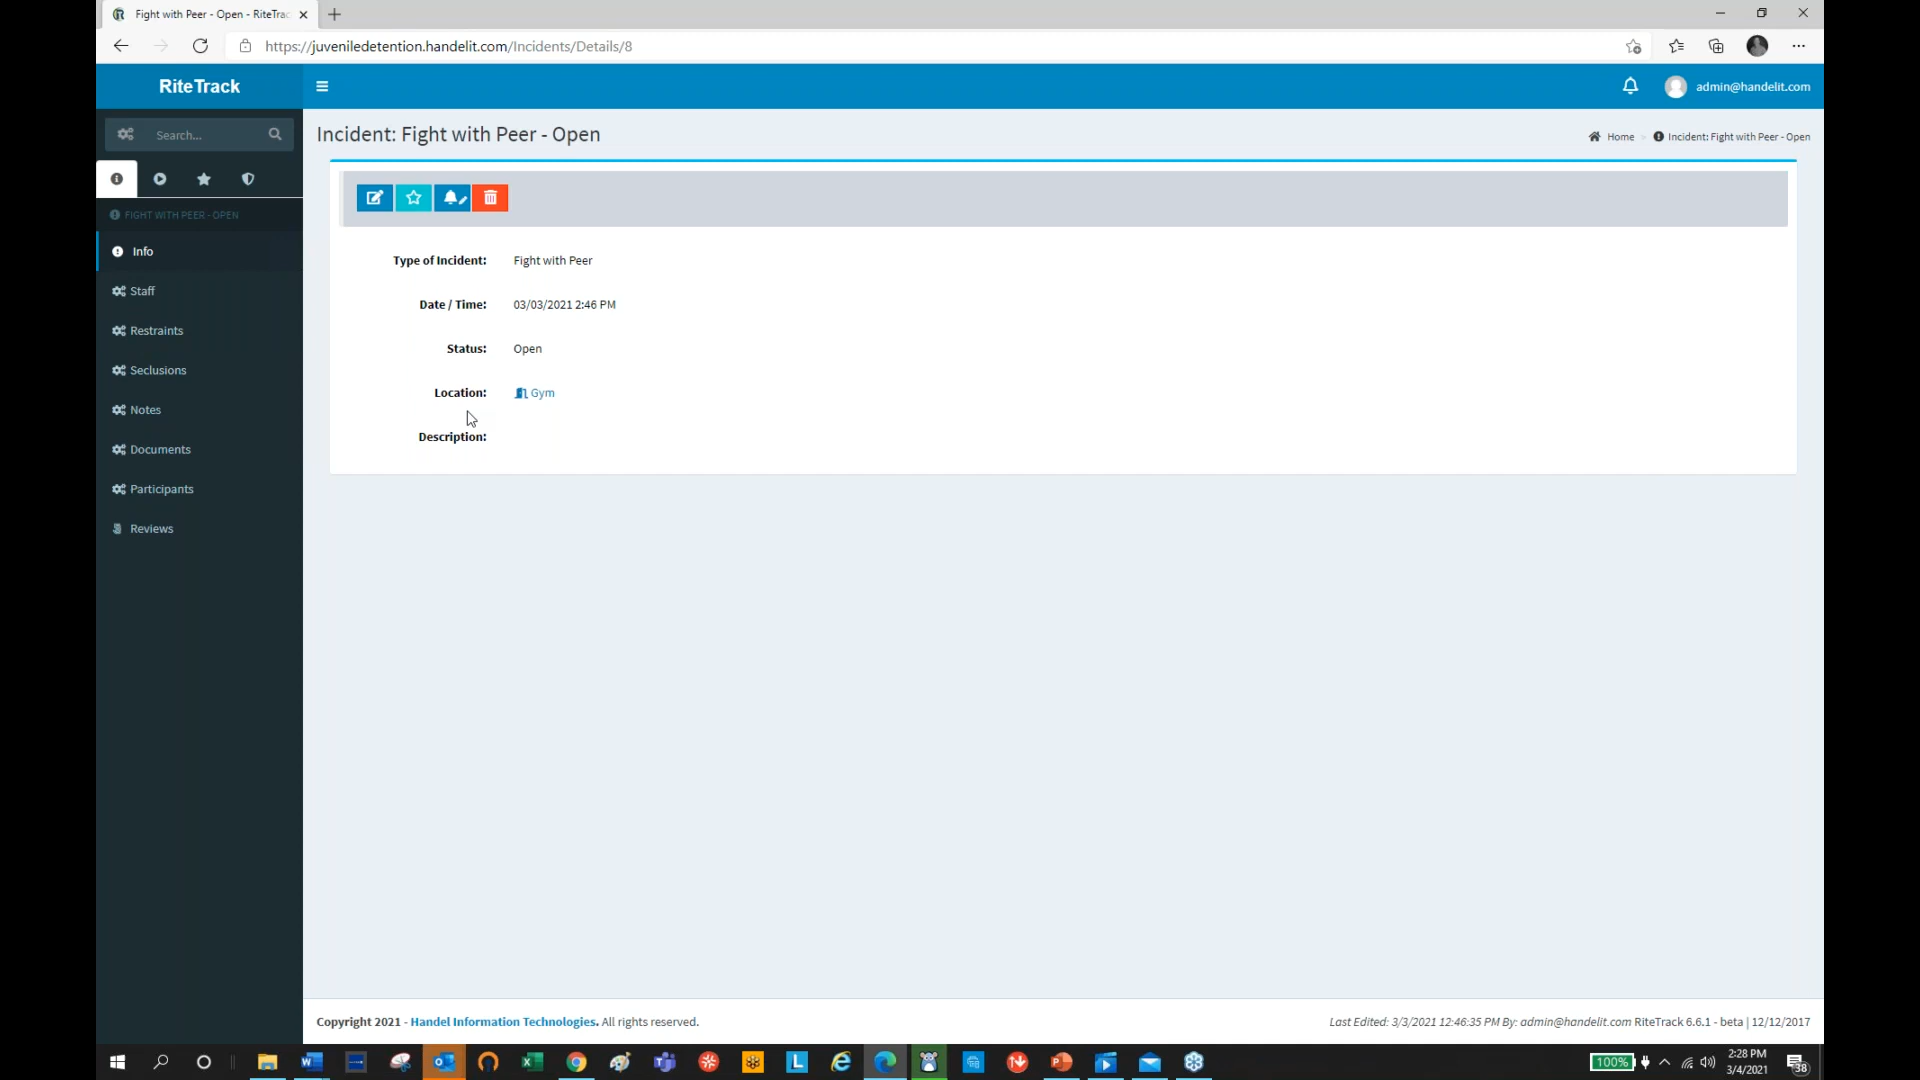 Fight with Peer - Open - RiteTrac
https://juveniledetention.handelit.com/Incidents/Details/8
RiteTrack
admin@handelit.com
Search...
Incident: Fight with Peer - Open
Home
Incident: Fight with Peer - Open
FIGHT WITH PEER - OPEN
Info
Staff
Restraints
Seclusions
Notes
Documents
Participants
Reviews
Type of Incident: Fight with Peer
Date / Time: 03/03/2021 2:46 PM
Status: Open
Location: Gym
Description:
Copyright 2021 - Handel Information Technologies. All rights reserved.
Last Edited: 3/3/2021 12:46:35 PM By: admin@handelit.com RiteTrack 6.6.1 - beta | 12/12/2017
100%
2:28 PM
3/4/2021
38